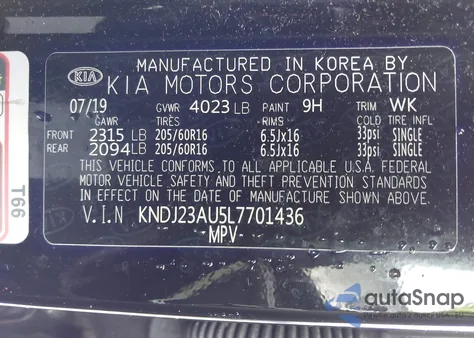 MANUFACTURED IN KOREA BY
KIA KIA MOTORS CORPORATION
07/19 GVWR 4023 LB PAINT 9H TRIM WK
GAWR TIRES RIMS COLD TIRE INFL
FRONT 2315 LB 205/60R16 6.5Jx16 33psi SINGLE
REAR 2094 LB 205/60R16 6.5Jx16 33psi SINGLE
THIS VEHICLE CONFORMS TO ALL APPLICABLE U.S.A. FEDERAL
MOTOR VEHICLE SAFETY AND THEFT PREVENTION STANDARDS
IN EFFECT ON THE DATE OF MANUFACTURE SHOWN ABOVE.
V.I.N KNDJ23AU5L7701436
MPV
T66
autoSnap